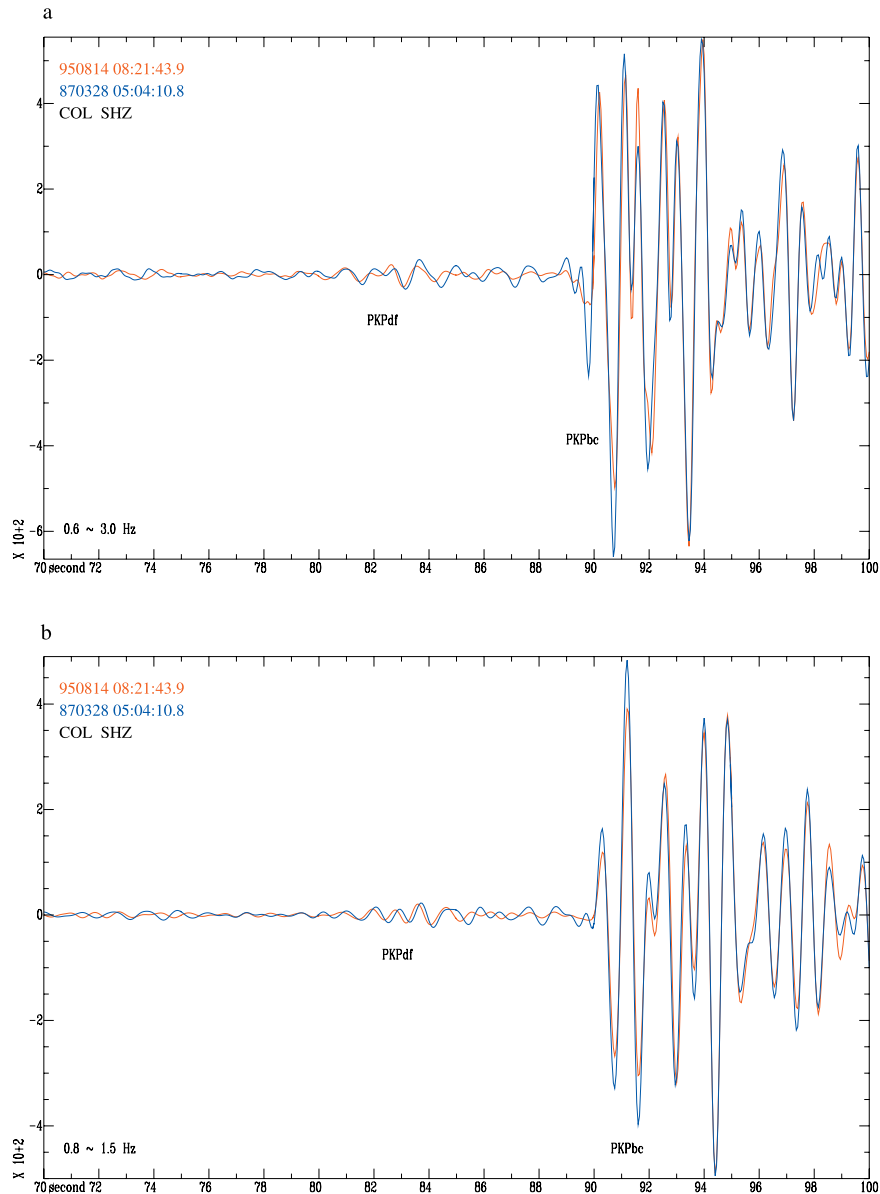 a
950814 08:21:43.9
870328 05:04:10.8
COL SHZ
4
2
0
-2
-4
-6
X 10+2
PKPdf
PKPbc
0.6 ~ 3.0 Hz
70 second 72 74 76 78 80 82 84 86 88 90 92 94 96 98 100
b
950814 08:21:43.9
870328 05:04:10.8
COL SHZ
4
2
0
-2
-4
X 10+2
PKPdf
PKPbc
0.8 ~ 1.5 Hz
70 second 72 74 76 78 80 82 84 86 88 90 92 94 96 98 100